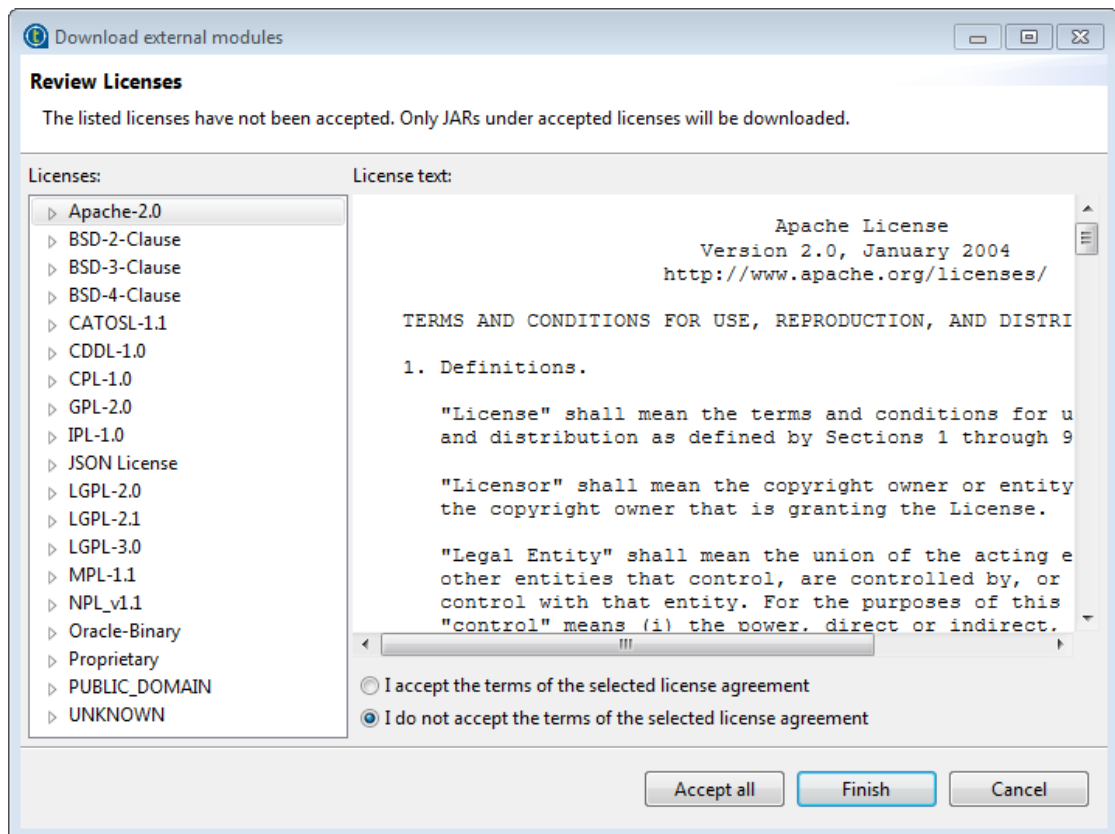 Download external modules
Review Licenses
The listed licenses have not been accepted. Only JARs under accepted licenses will be downloaded.
Licenses:
Apache-2.0
BSD-2-Clause
BSD-3-Clause
BSD-4-Clause
CATOSL-1.1
CDDL-1.0
CPL-1.0
GPL-2.0
IPL-1.0
JSON License
LGPL-2.0
LGPL-2.1
LGPL-3.0
MPL-1.1
NPL_v1.1
Oracle-Binary
Proprietary
PUBLIC_DOMAIN
UNKNOWN
License text:
Apache License
Version 2.0, January 2004
http://www.apache.org/licenses/
TERMS AND CONDITIONS FOR USE, REPRODUCTION, AND DISTRI
1. Definitions.
"License" shall mean the terms and conditions for u
and distribution as defined by Sections 1 through 9
"Licensor" shall mean the copyright owner or entity
the copyright owner that is granting the License.
"Legal Entity" shall mean the union of the acting e
other entities that control, are controlled by, or
control with that entity. For the purposes of this
"control" means (i) the power, direct or indirect,
I accept the terms of the selected license agreement
I do not accept the terms of the selected license agreement
Accept all
Finish
Cancel